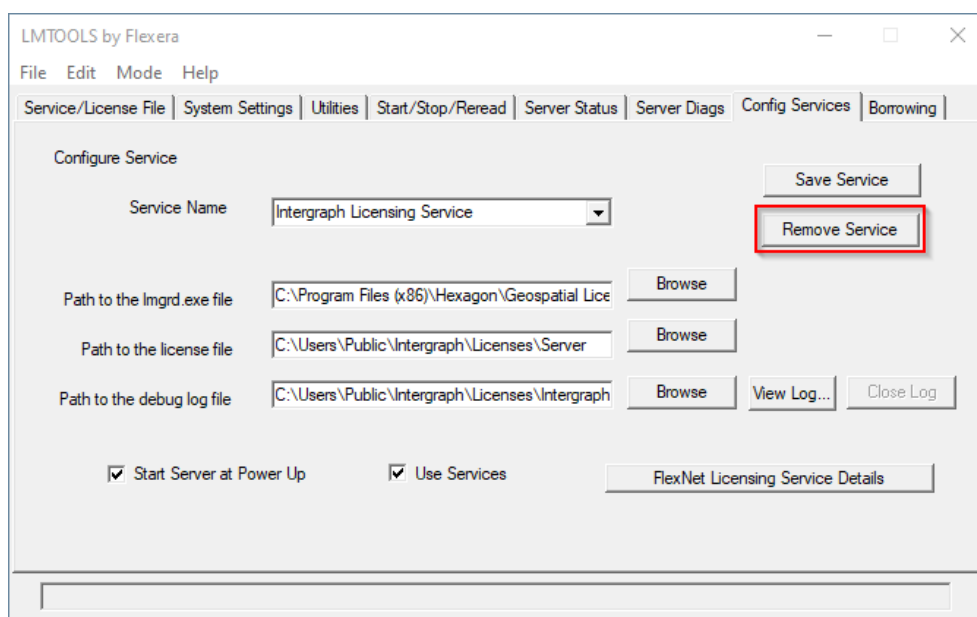 LMTOOLS by Flexera
File Edit Mode Help
Service/License File System Settings Utilities Start/Stop/Reread Server Status Server Diags Config Services Borrowing
Configure Service
Save Service
Service Name Intergraph Licensing Service
Remove Service
Path to the lmgrd.exe file C:\Program Files (x86)\Hexagon\Geospatial Lice Browse
Path to the license file C:\Users\Public\Intergraph\Licenses\Server Browse
Path to the debug log file C:\Users\Public\Intergraph\Licenses\Intergraph Browse View Log... Close Log
Start Server at Power Up Use Services FlexNet Licensing Service Details